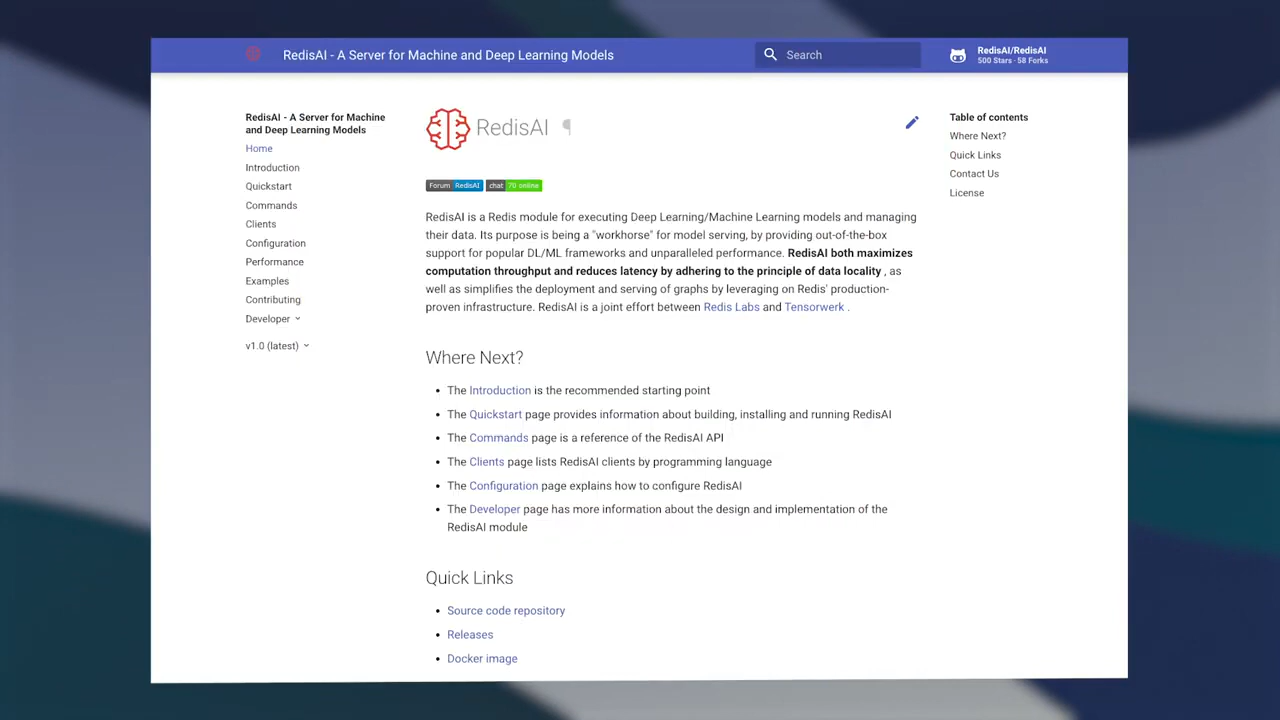 RedisAI - A Server for Machine and Deep Learning Models
Search
RedisAI/RedisAI
500 Stars · 58 Forks
RedisAI - A Server for Machine
and Deep Learning Models
Home
Introduction
Quickstart
Commands
Clients
Configuration
Performance
Examples
Contributing
Developer
v1.0 (latest)
RedisAI ¶
Forum RedisAI chat 70 online
RedisAI is a Redis module for executing Deep Learning/Machine Learning models and managing
their data. Its purpose is being a "workhorse" for model serving, by providing out-of-the-box
support for popular DL/ML frameworks and unparalleled performance. RedisAI both maximizes
computation throughput and reduces latency by adhering to the principle of data locality , as
well as simplifies the deployment and serving of graphs by leveraging on Redis' production-
proven infrastructure. RedisAI is a joint effort between Redis Labs and Tensorwerk .
Where Next?
• The Introduction is the recommended starting point
• The Quickstart page provides information about building, installing and running RedisAI
• The Commands page is a reference of the RedisAI API
• The Clients page lists RedisAI clients by programming language
• The Configuration page explains how to configure RedisAI
• The Developer page has more information about the design and implementation of the
RedisAI module
Quick Links
• Source code repository
• Releases
• Docker image
Table of contents
Where Next?
Quick Links
Contact Us
License